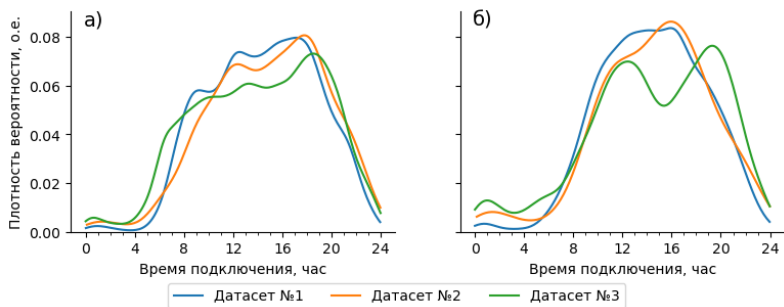 а) б)
Плотность вероятности, о.е.
0.08
0.06
0.04
0.02
0.00
0 4 8 12 16 20 24 0 4 8 12 16 20 24
Время подключения, час Время подключения, час
Датасет №1 Датасет №2 Датасет №3